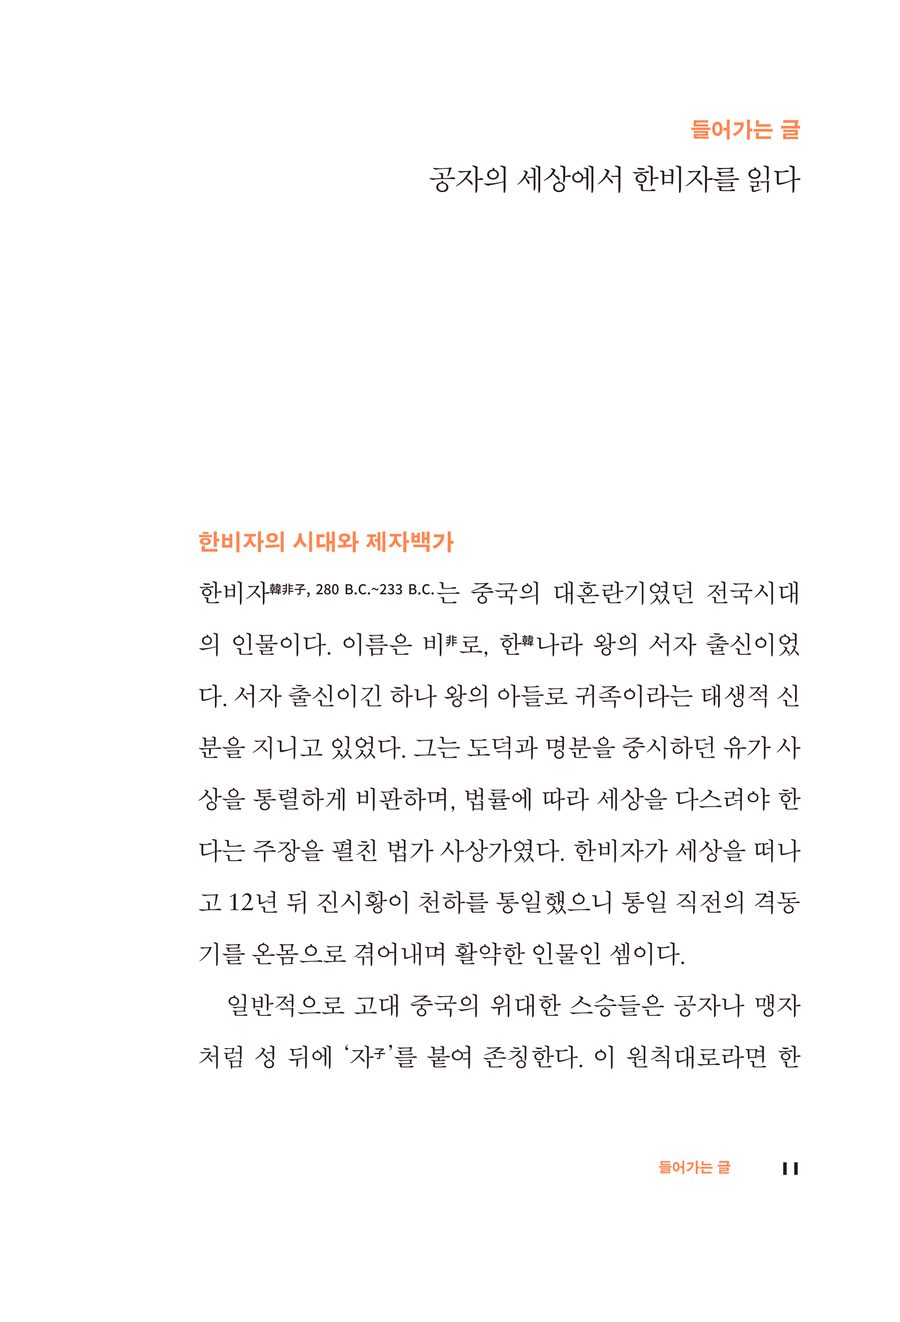 들어가는 글
공자의 세상에서 한비자를 읽다
한비자의 시대와 제자백가
한비자韓非子, 280 B.C.~233 B.C.는 중국의 대혼란기였던 전국시대
의 인물이다. 이름은 비非로, 한韓나라 왕의 서자 출신이었
다. 서자 출신이긴 하나 왕의 아들로 귀족이라는 태생적 신
분을 지니고 있었다. 그는 도덕과 명분을 중시하던 유가 사
상을 통렬하게 비판하며, 법률에 따라 세상을 다스려야 한
다는 주장을 펼친 법가 사상가였다. 한비자가 세상을 떠나
고 12년 뒤 진시황이 천하를 통일했으니 통일 직전의 격동
기를 온몸으로 겪어내며 활약한 인물인 셈이다.
일반적으로 고대 중국의 위대한 스승들은 공자나 맹자
처럼 성 뒤에 ‘자子’를 붙여 존칭한다. 이 원칙대로라면 한
들어가는 글 11